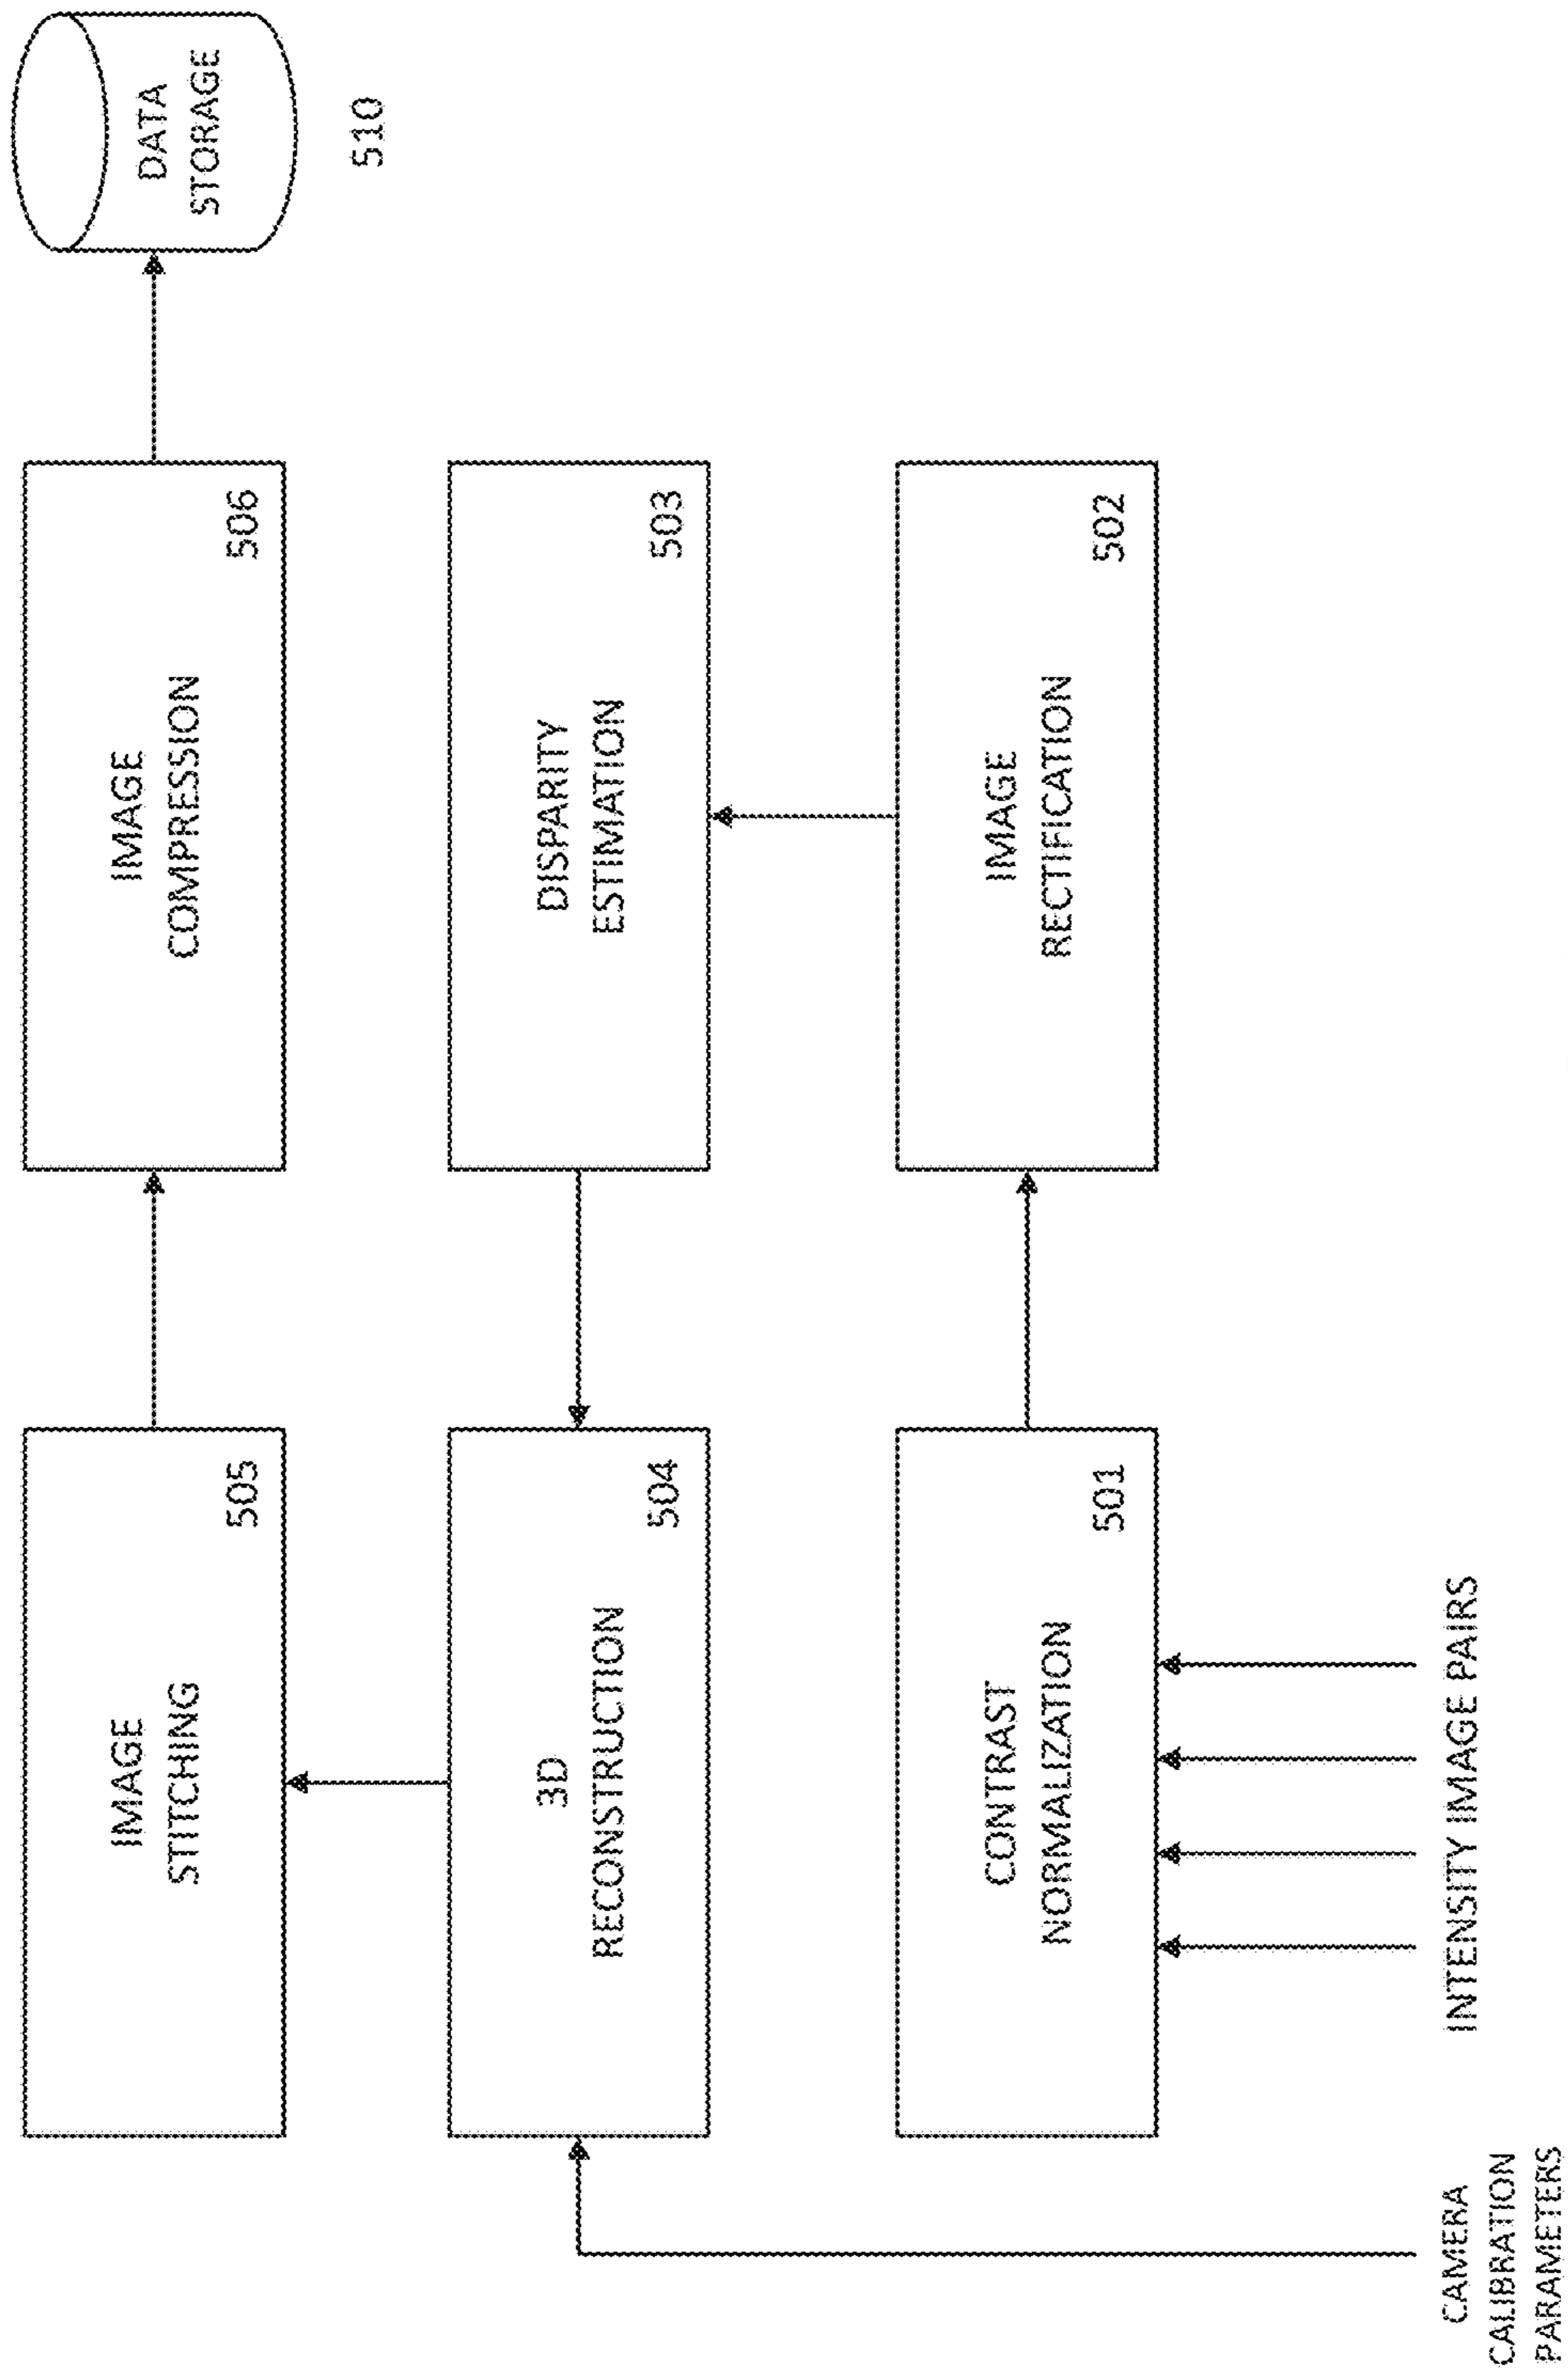 IMAGE
STITCHING
505
IMAGE
COMPRESSION
506
DATA
STORAGE
510
3D
RECONSTRUCTION
504
DISPARITY
ESTIMATION
503
CONTRAST
NORMALIZATION
501
IMAGE
RECTIFICATION
502
CAMERA
CALIBRATION
PARAMETERS
INTENSITY IMAGE PAIRS